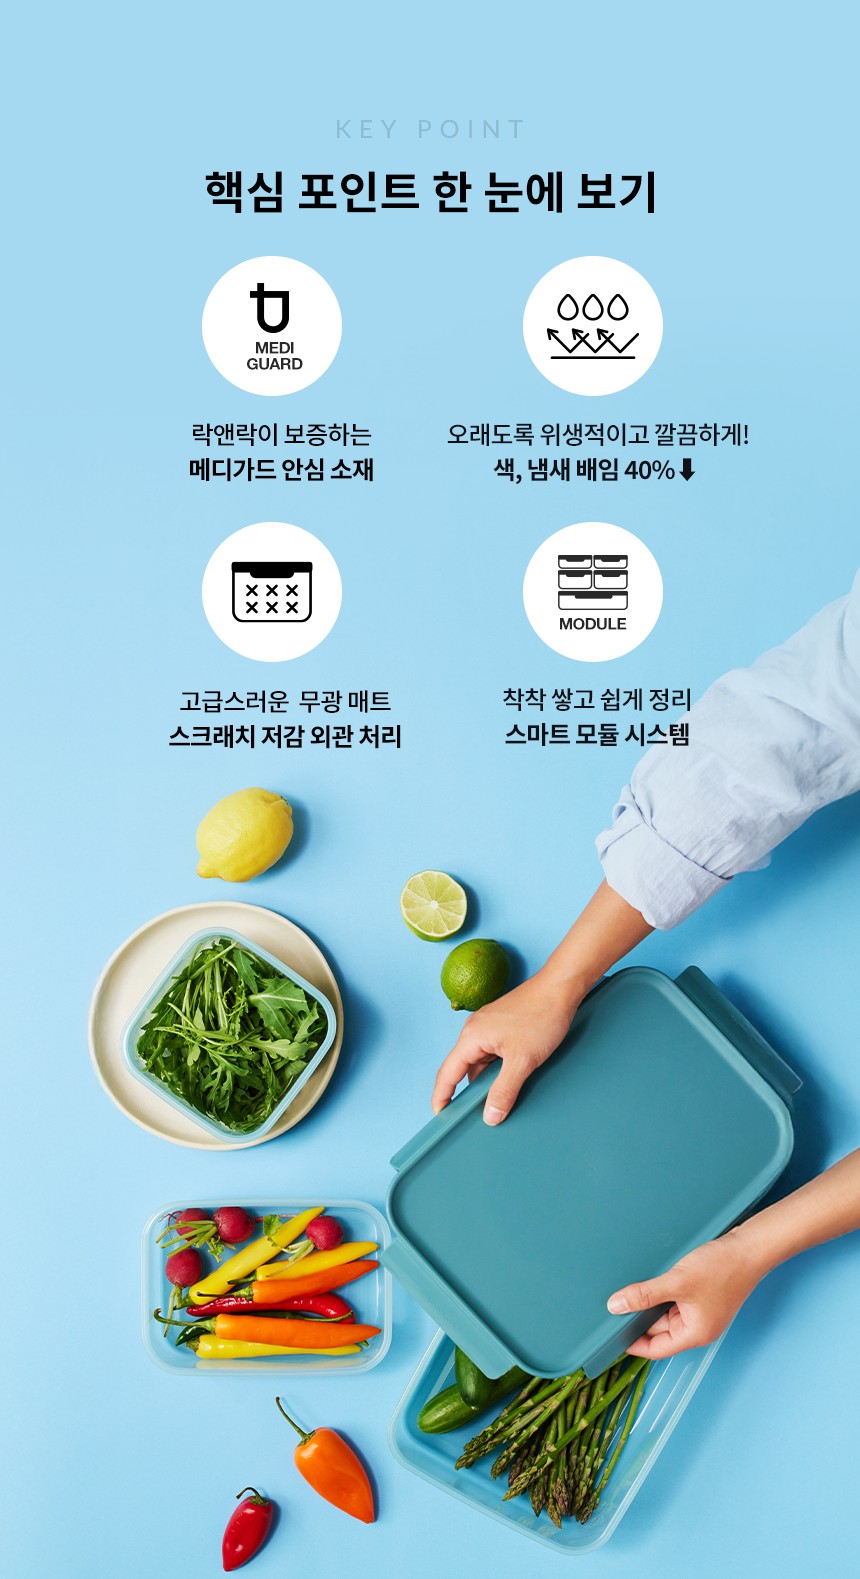 KEY POINT
핵심 포인트 한 눈에 보기
MEDI
GUARD
락앤락이 보증하는
메디가드 안심 소재
오래도록 위생적이고 깔끔하게!
색, 냄새 배임 40%⬇
고급스러운 무광 매트
스크래치 저감 외관 처리
MODULE
착착 쌓고 쉽게 정리
스마트 모듈 시스템